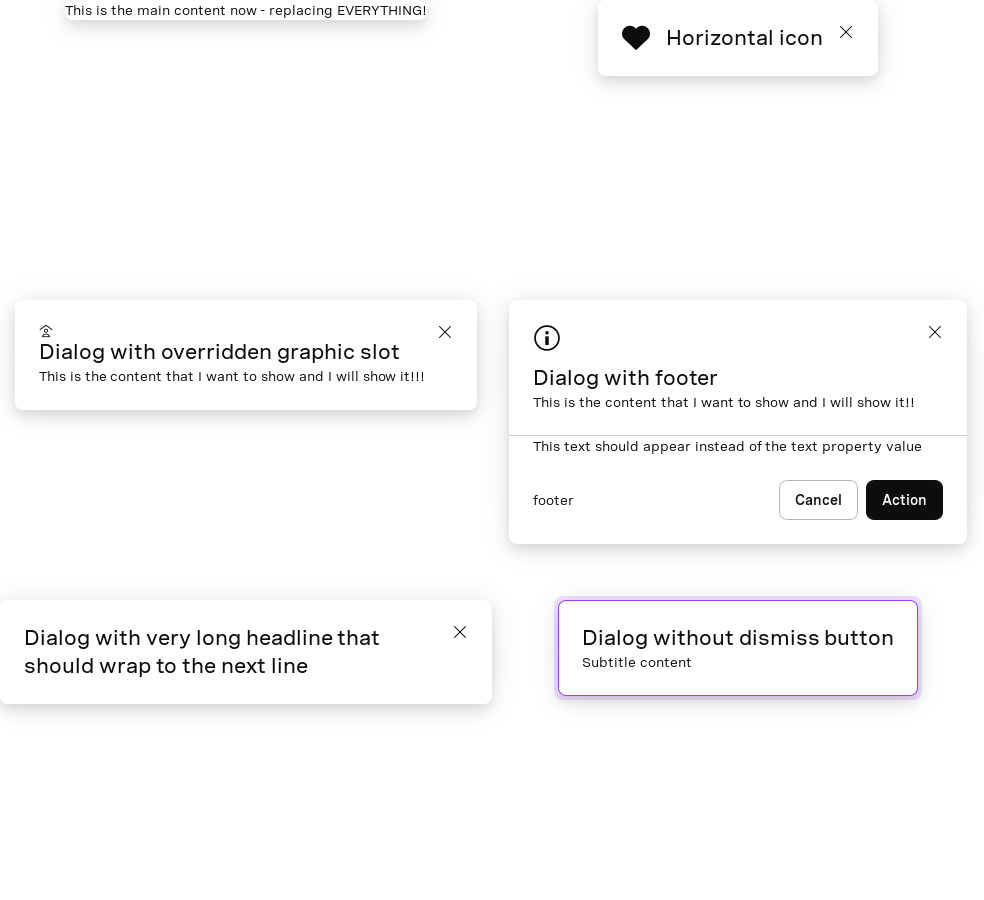 This is the main content now - replacing EVERYTHING!
Horizontal icon
Dialog with overridden graphic slot
This is the content that I want to show and I will show it!!!
Dialog with footer
This is the content that I want to show and I will show it!!
This text should appear instead of the text property value
footer
Cancel
Action
Dialog with very long headline that
should wrap to the next line
Dialog without dismiss button
Subtitle content